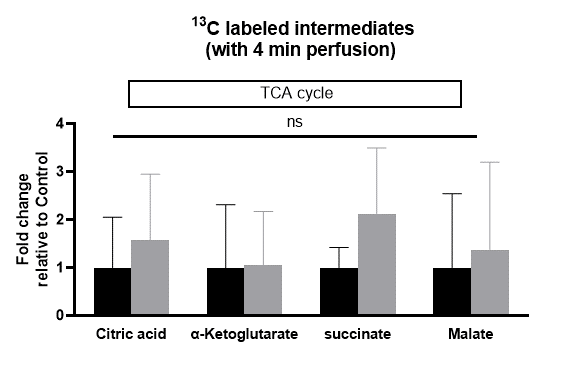 ¹³C labeled intermediates
(with 4 min perfusion)
TCA cycle
ns
Fold change
relative to Control
4
3
2
1
0
Citric acid α-Ketoglutarate succinate Malate